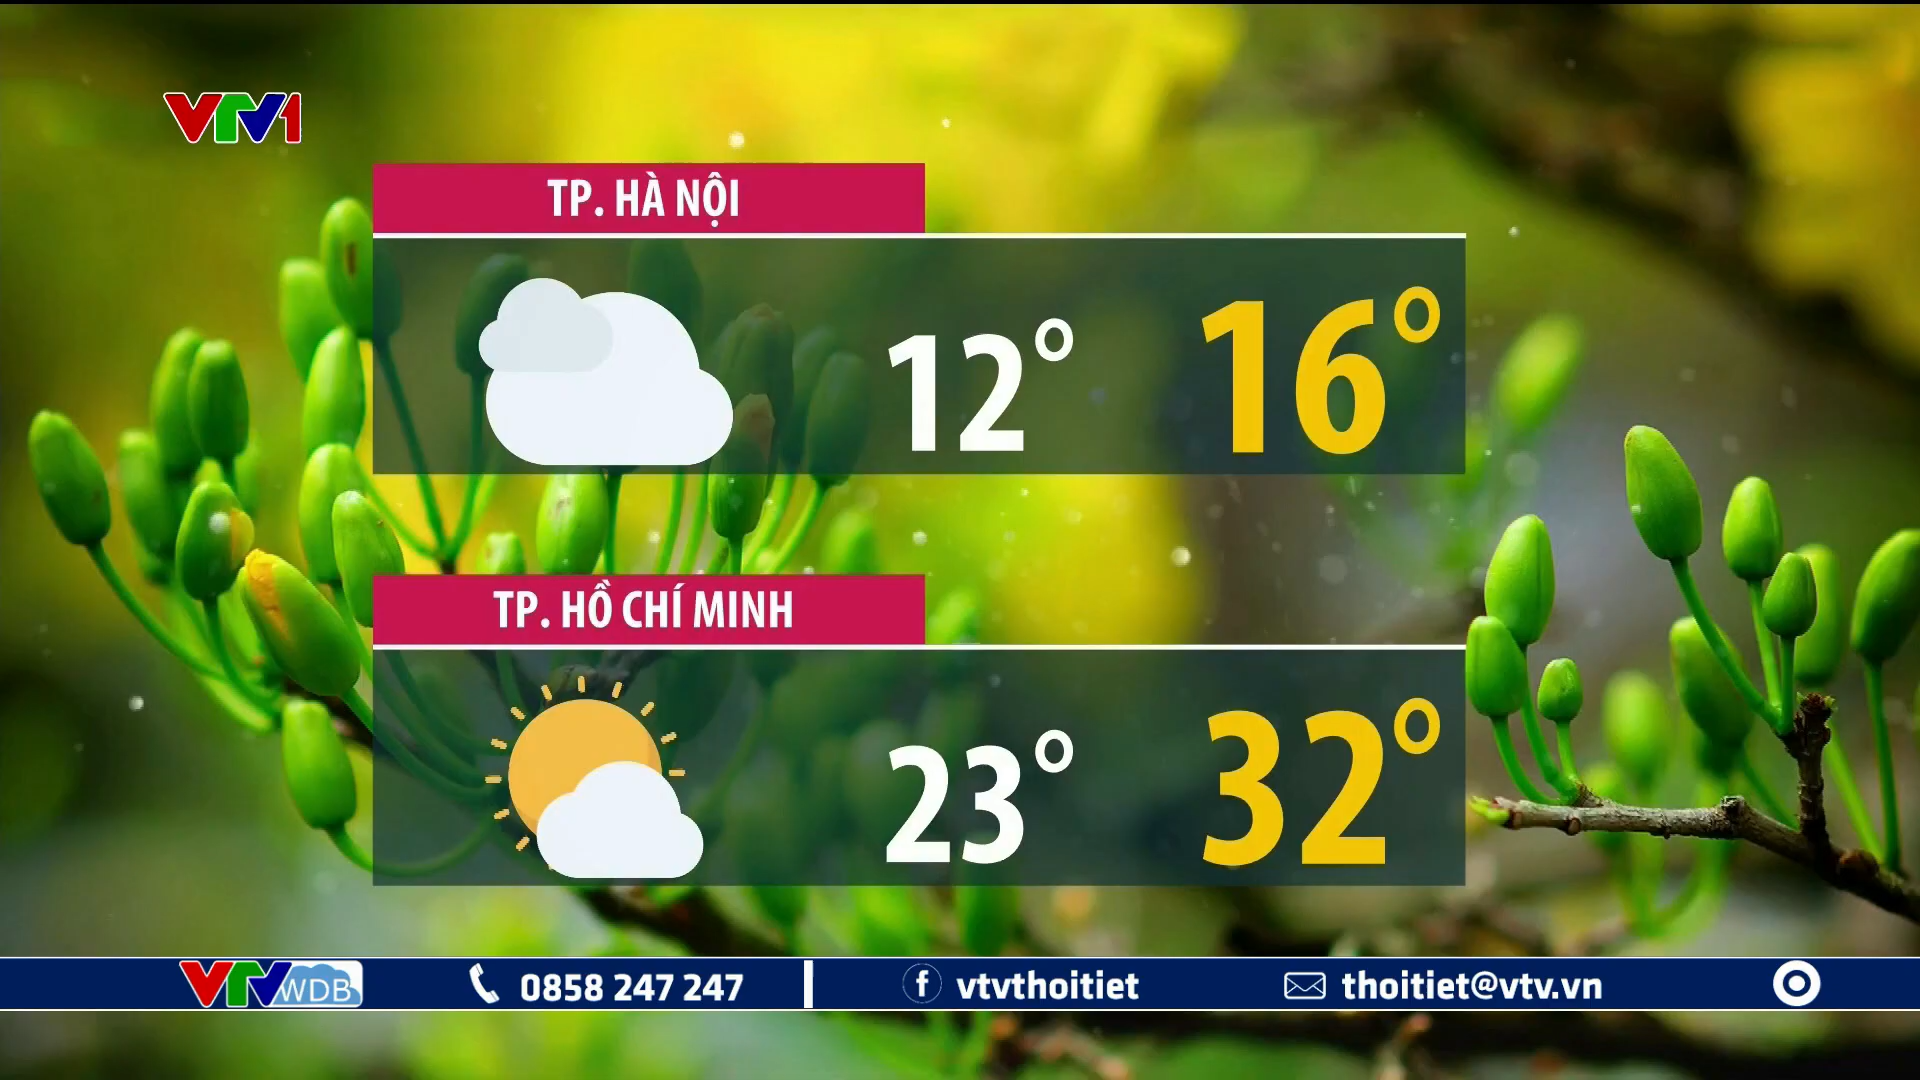 VTV1
TP. HÀ NỘI
12° 16°
TP. HỒ CHÍ MINH
23° 32°
VTV WDB 0858 247 247 f vtvthoitiet thoitiet@vtv.vn